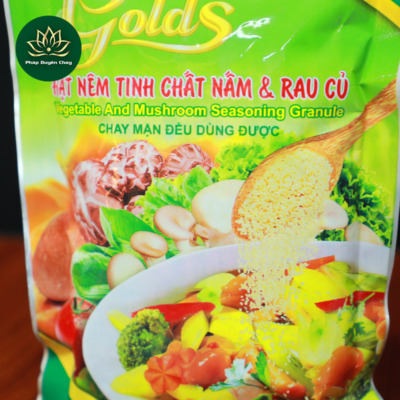 Golds
Pháp Duyên Chay
HẠT NÊM TINH CHẤT NẤM & RAU CỦ
Vegetable And Mushroom Seasoning Granule
CHAY MẶN ĐỀU DÙNG ĐƯỢC